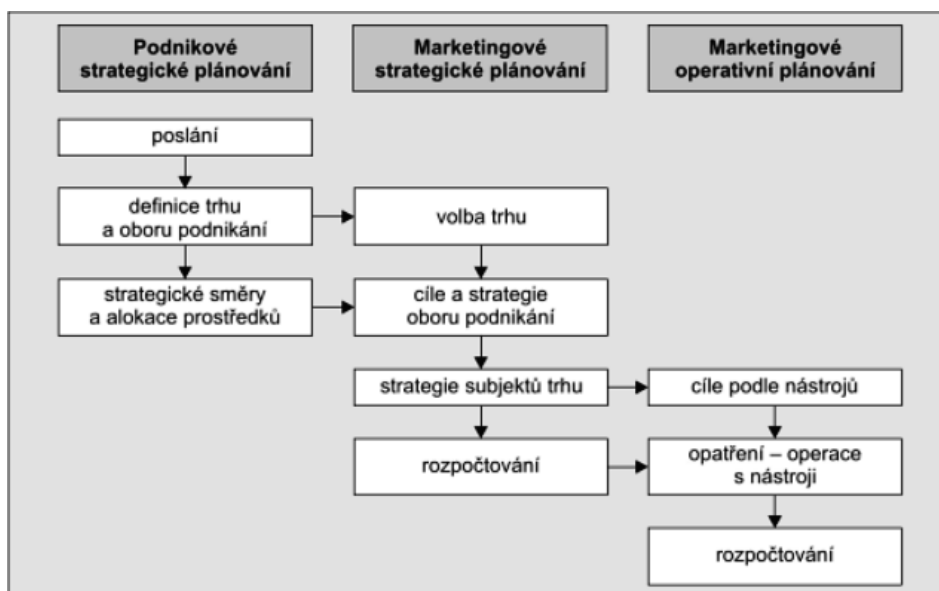 Podnikové
strategické plánování
Marketingové
strategické plánování
Marketingové
operativní plánování
poslání
definice trhu
a oboru podnikání
volba trhu
strategické směry
a alokace prostředků
cíle a strategie
oboru podnikání
strategie subjektů trhu
cíle podle nástrojů
rozpočtování
opatření – operace
s nástroji
rozpočtování